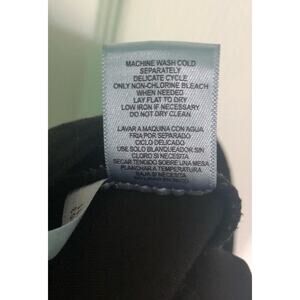 MACHINE WASH COLD
SEPARATELY
DELICATE CYCLE
ONLY NON-CHLORINE BLEACH
WHEN NEEDED
LAY FLAT TO DRY
LOW IRON IF NECESSARY
DO NOT DRY CLEAN
LAVAR A MAQUINA CON AGUA
FRIA POR SEPARADO
CICLO DELICADO
USE SOLO BLANQUEADOR SIN
CLORO SI NECESITA
SECAR TENDIDO SOBRE UNA MESA
PLANCHAR A TEMPERATURA
BAJA SI NECESITA